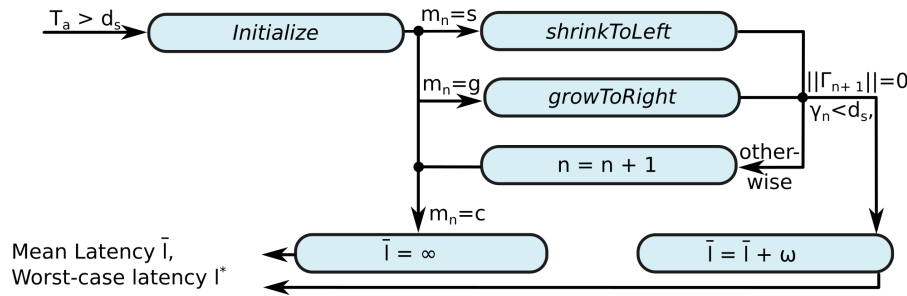 Tₐ > dₛ
Initialize
mₙ=s
shrinkToLeft
mₙ=g
growToRight
||Γₙ₊₁||=0
γₙ<dₛ,
n = n + 1
other-
wise
mₙ=c
l̄ = ∞
l̄ = l̄ + ω
Mean Latency l̄,
Worst-case latency l*